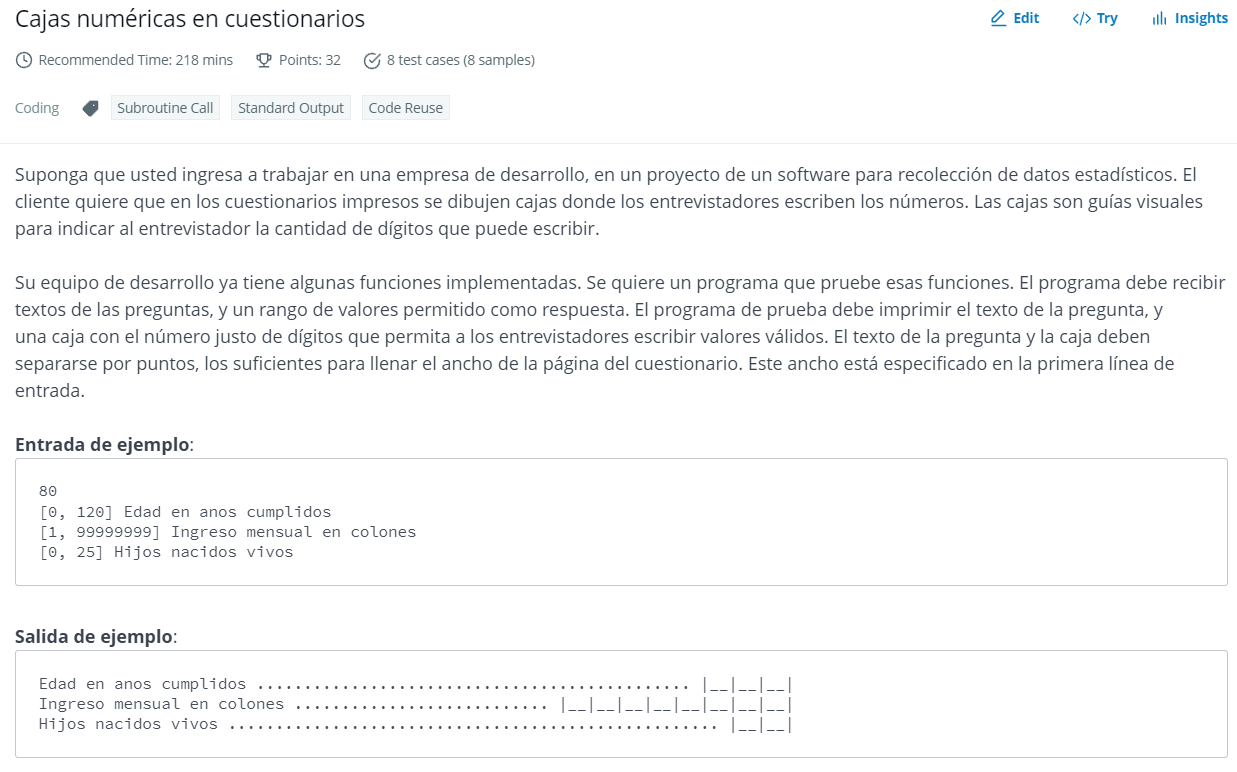 Cajas numéricas en cuestionarios
Edit
Try
Insights
Recommended Time: 218 mins
Points: 32
8 test cases (8 samples)
Coding
Subroutine Call
Standard Output
Code Reuse
Suponga que usted ingresa a trabajar en una empresa de desarrollo, en un proyecto de un software para recolección de datos estadísticos. El
cliente quiere que en los cuestionarios impresos se dibujen cajas donde los entrevistadores escriben los números. Las cajas son guías visuales
para indicar al entrevistador la cantidad de dígitos que puede escribir.
Su equipo de desarrollo ya tiene algunas funciones implementadas. Se quiere un programa que pruebe esas funciones. El programa debe recibir
textos de las preguntas, y un rango de valores permitido como respuesta. El programa de prueba debe imprimir el texto de la pregunta, y
una caja con el número justo de dígitos que permita a los entrevistadores escribir valores válidos. El texto de la pregunta y la caja deben
separarse por puntos, los suficientes para llenar el ancho de la página del cuestionario. Este ancho está especificado en la primera línea de
entrada.
Entrada de ejemplo:
80
[0, 120] Edad en anos cumplidos
[1, 99999999] Ingreso mensual en colones
[0, 25] Hijos nacidos vivos
Salida de ejemplo:
Edad en anos cumplidos .............................................. |__|__|__|
Ingreso mensual en colones ........................... |__|__|__|__|__|__|__|__|
Hijos nacidos vivos .................................................... |__|__|